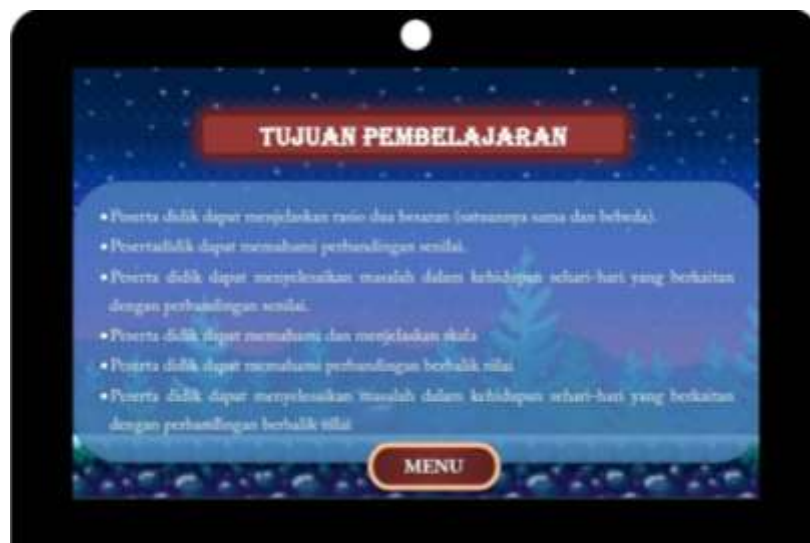 TUJUAN PEMBELAJARAN
• Peserta didik dapat menjelaskan rasio dua besaran (satuannya sama dan bebeda).
• Pesertadidik dapat memahami perbandingan senilai.
• Peserta didik dapat menyelesaikan masalah dalam kehidupan sehari-hari yang berkaitan
dengan perbandingan senilai.
• Peserta didik dapat memahami dan menjelaskan skala
• Peserta didik dapat memahami perbandingan berbalik nilai
• Peserta didik dapat menyelesaikan masalah dalam kehidupan sehari-hari yang berkaitan
dengan perbandingan berbalik nilai
MENU